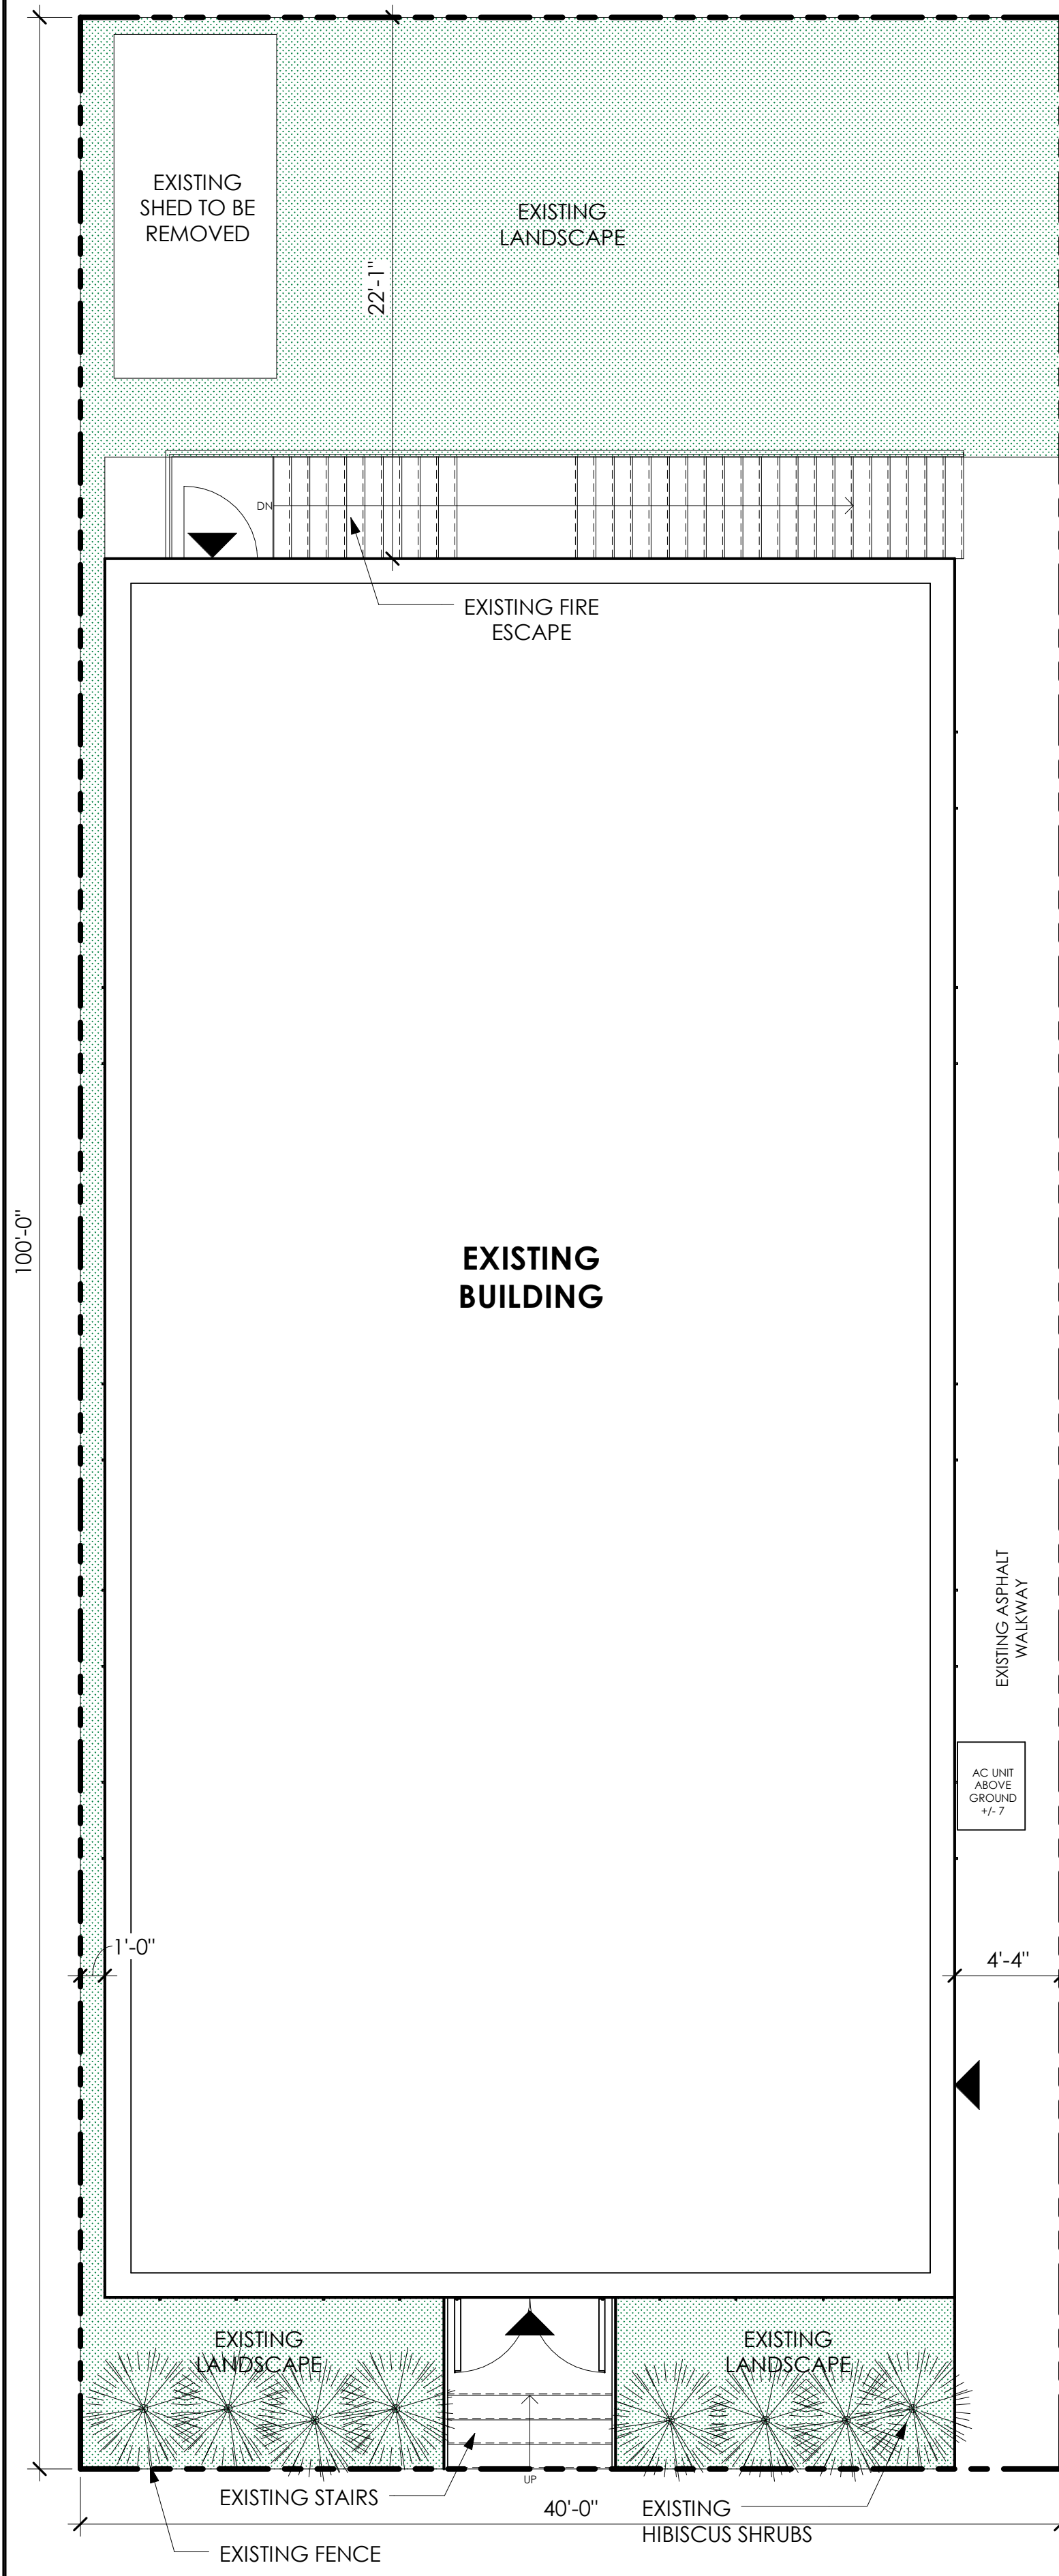 EXISTING
SHED TO BE
REMOVED
EXISTING
LANDSCAPE
22'-1"
DN
EXISTING FIRE
ESCAPE
100'-0"
EXISTING
BUILDING
EXISTING ASPHALT
WALKWAY
AC UNIT
ABOVE
GROUND
+/- 7
1'-0"
4'-4"
EXISTING
LANDSCAPE
EXISTING
LANDSCAPE
UP
EXISTING STAIRS
40'-0"
EXISTING
HIBISCUS SHRUBS
EXISTING FENCE